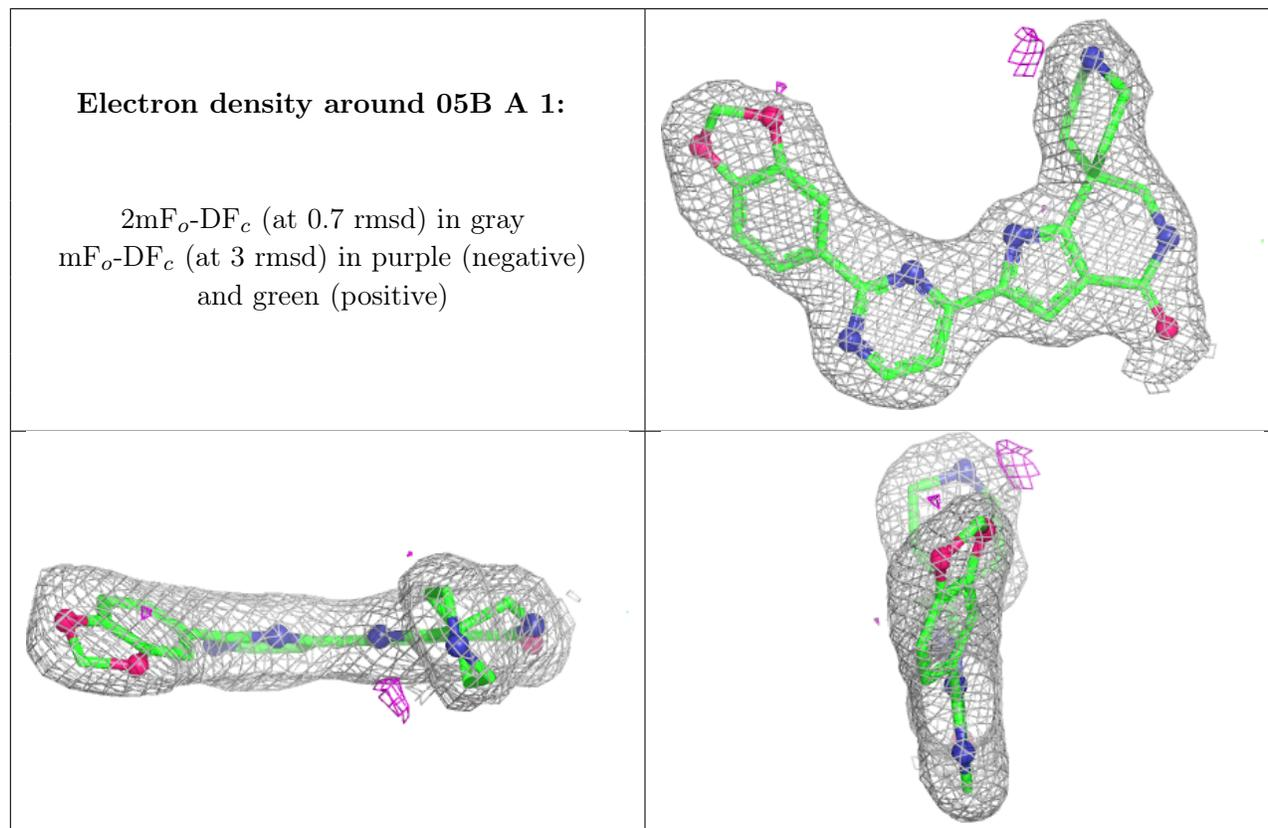 Electron density around 05B A 1:
2mFo-DFc (at 0.7 rmsd) in gray
mFo-DFc (at 3 rmsd) in purple (negative)
and green (positive)